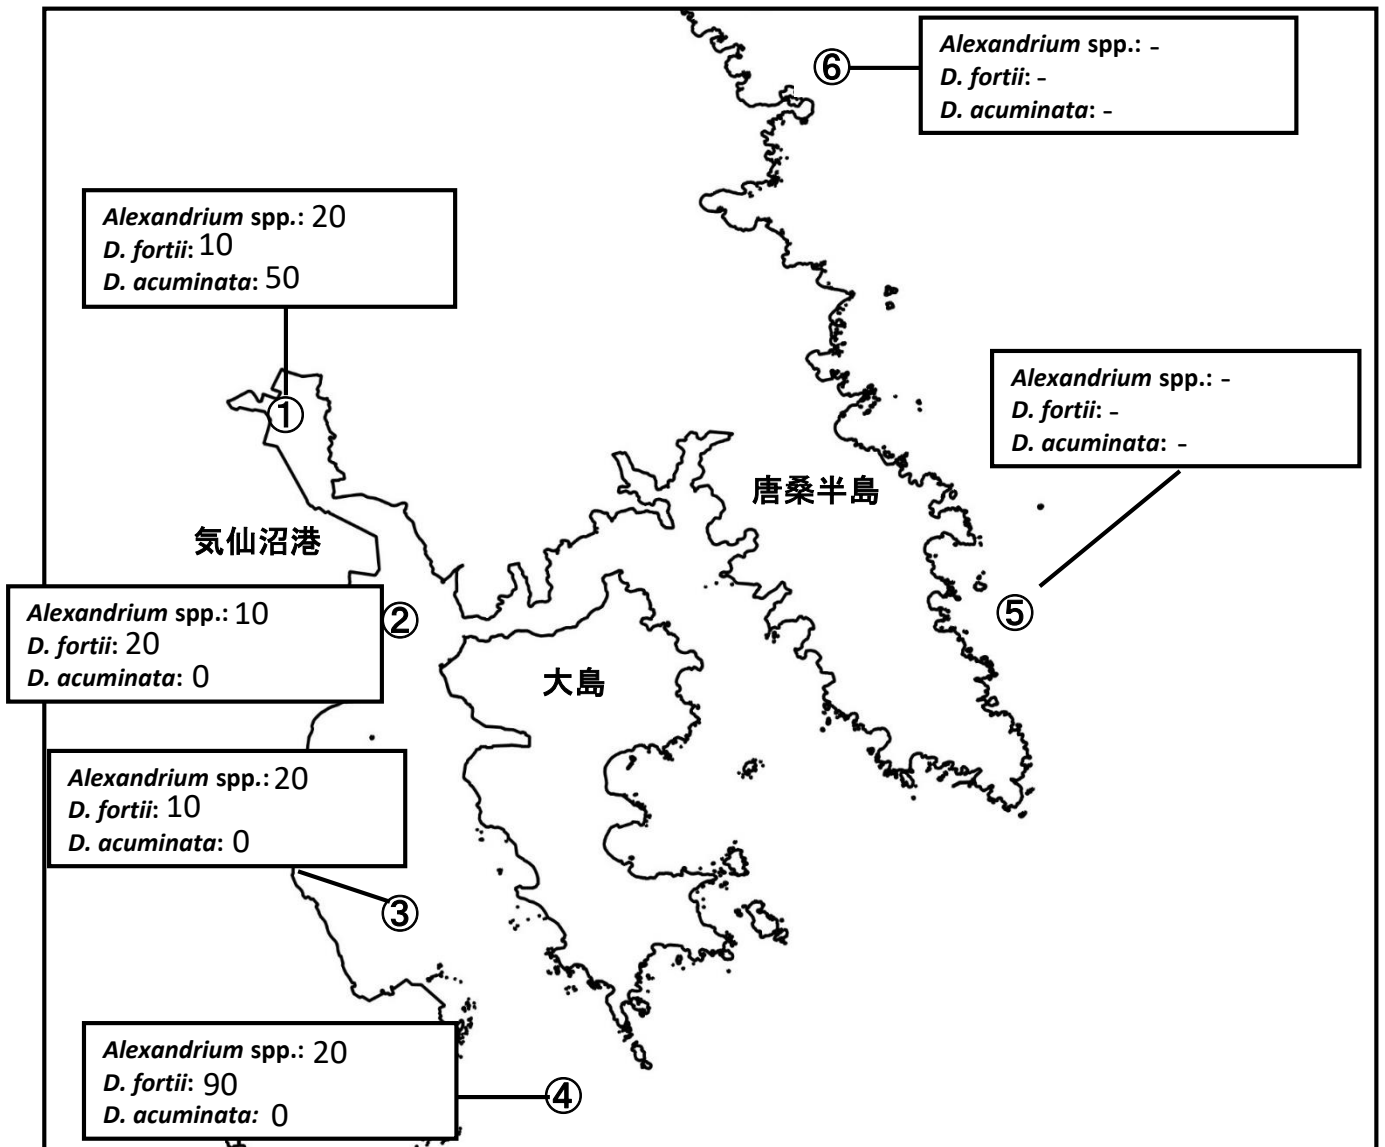 ⑥
Alexandrium spp.: -
D. fortii: -
D. acuminata: -
Alexandrium spp.: 20
D. fortii: 10
D. acuminata: 50
①
Alexandrium spp.: -
D. fortii: -
D. acuminata: -
唐桑半島
気仙沼港
Alexandrium spp.: 10
D. fortii: 20
D. acuminata: 0
②
⑤
大島
Alexandrium spp.: 20
D. fortii: 10
D. acuminata: 0
③
Alexandrium spp.: 20
D. fortii: 90
D. acuminata: 0
④